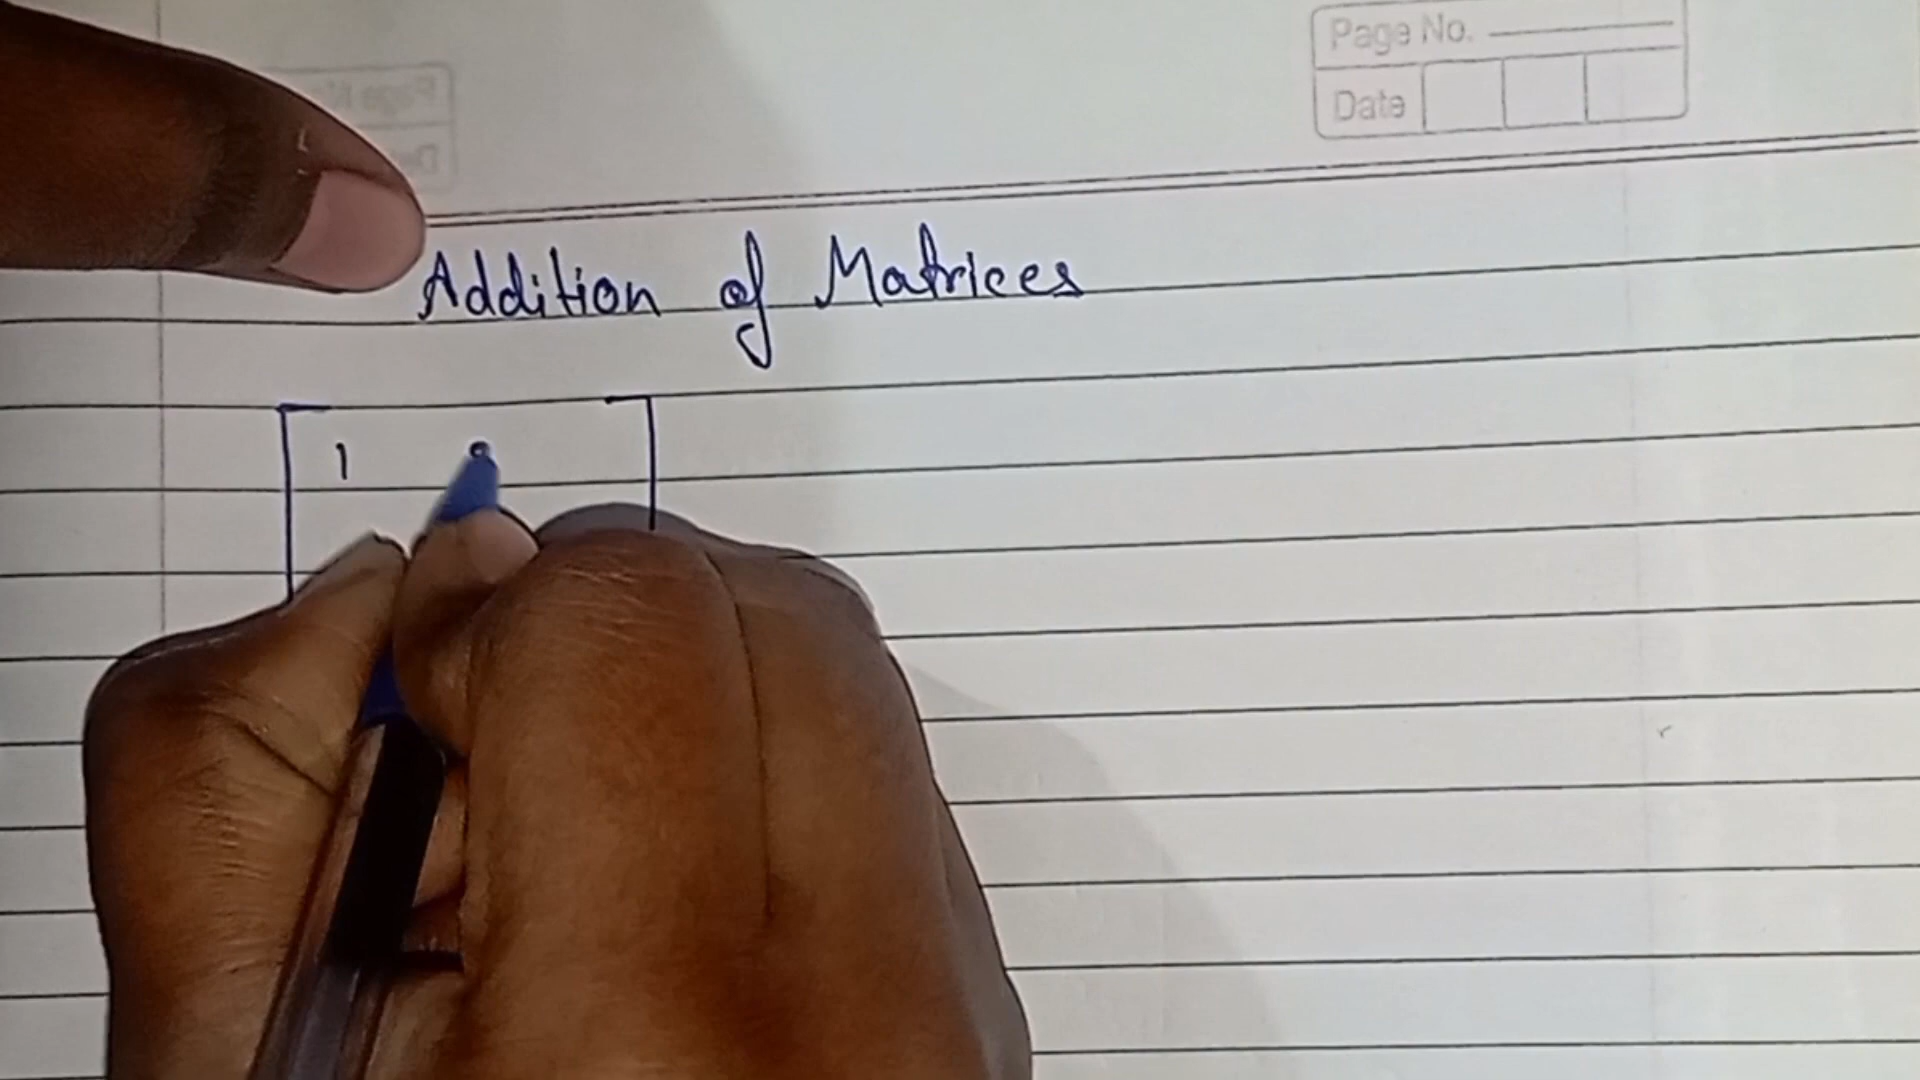 Page No.
Date
Addition of Matrices
1